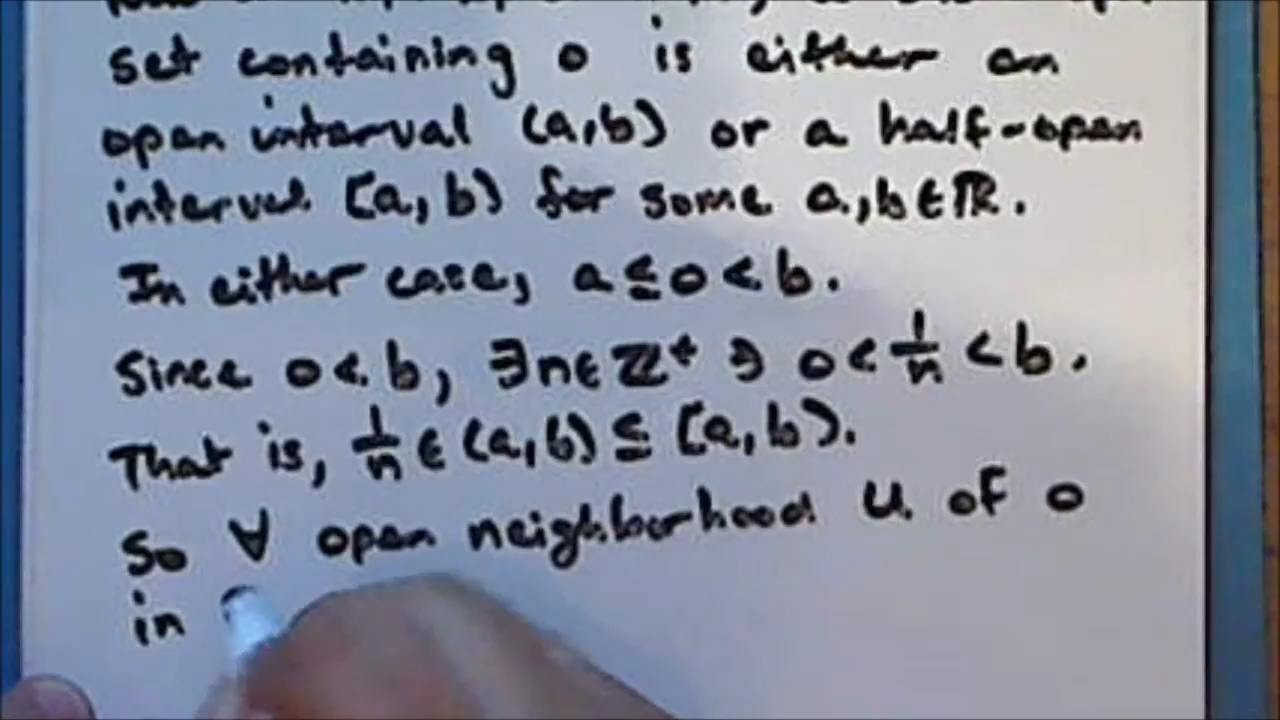 set containing 0 is either an
open interval (a,b) or a half-open
interval [a,b) for some a,b∈ℝ.
In either case, a≤0<b.
Since 0<b, ∃n∈ℤ⁺ ∋ 0<1/n<b.
That is, 1/n∈(a,b)⊆[a,b).
So ∀ open neighborhood U of 0
in